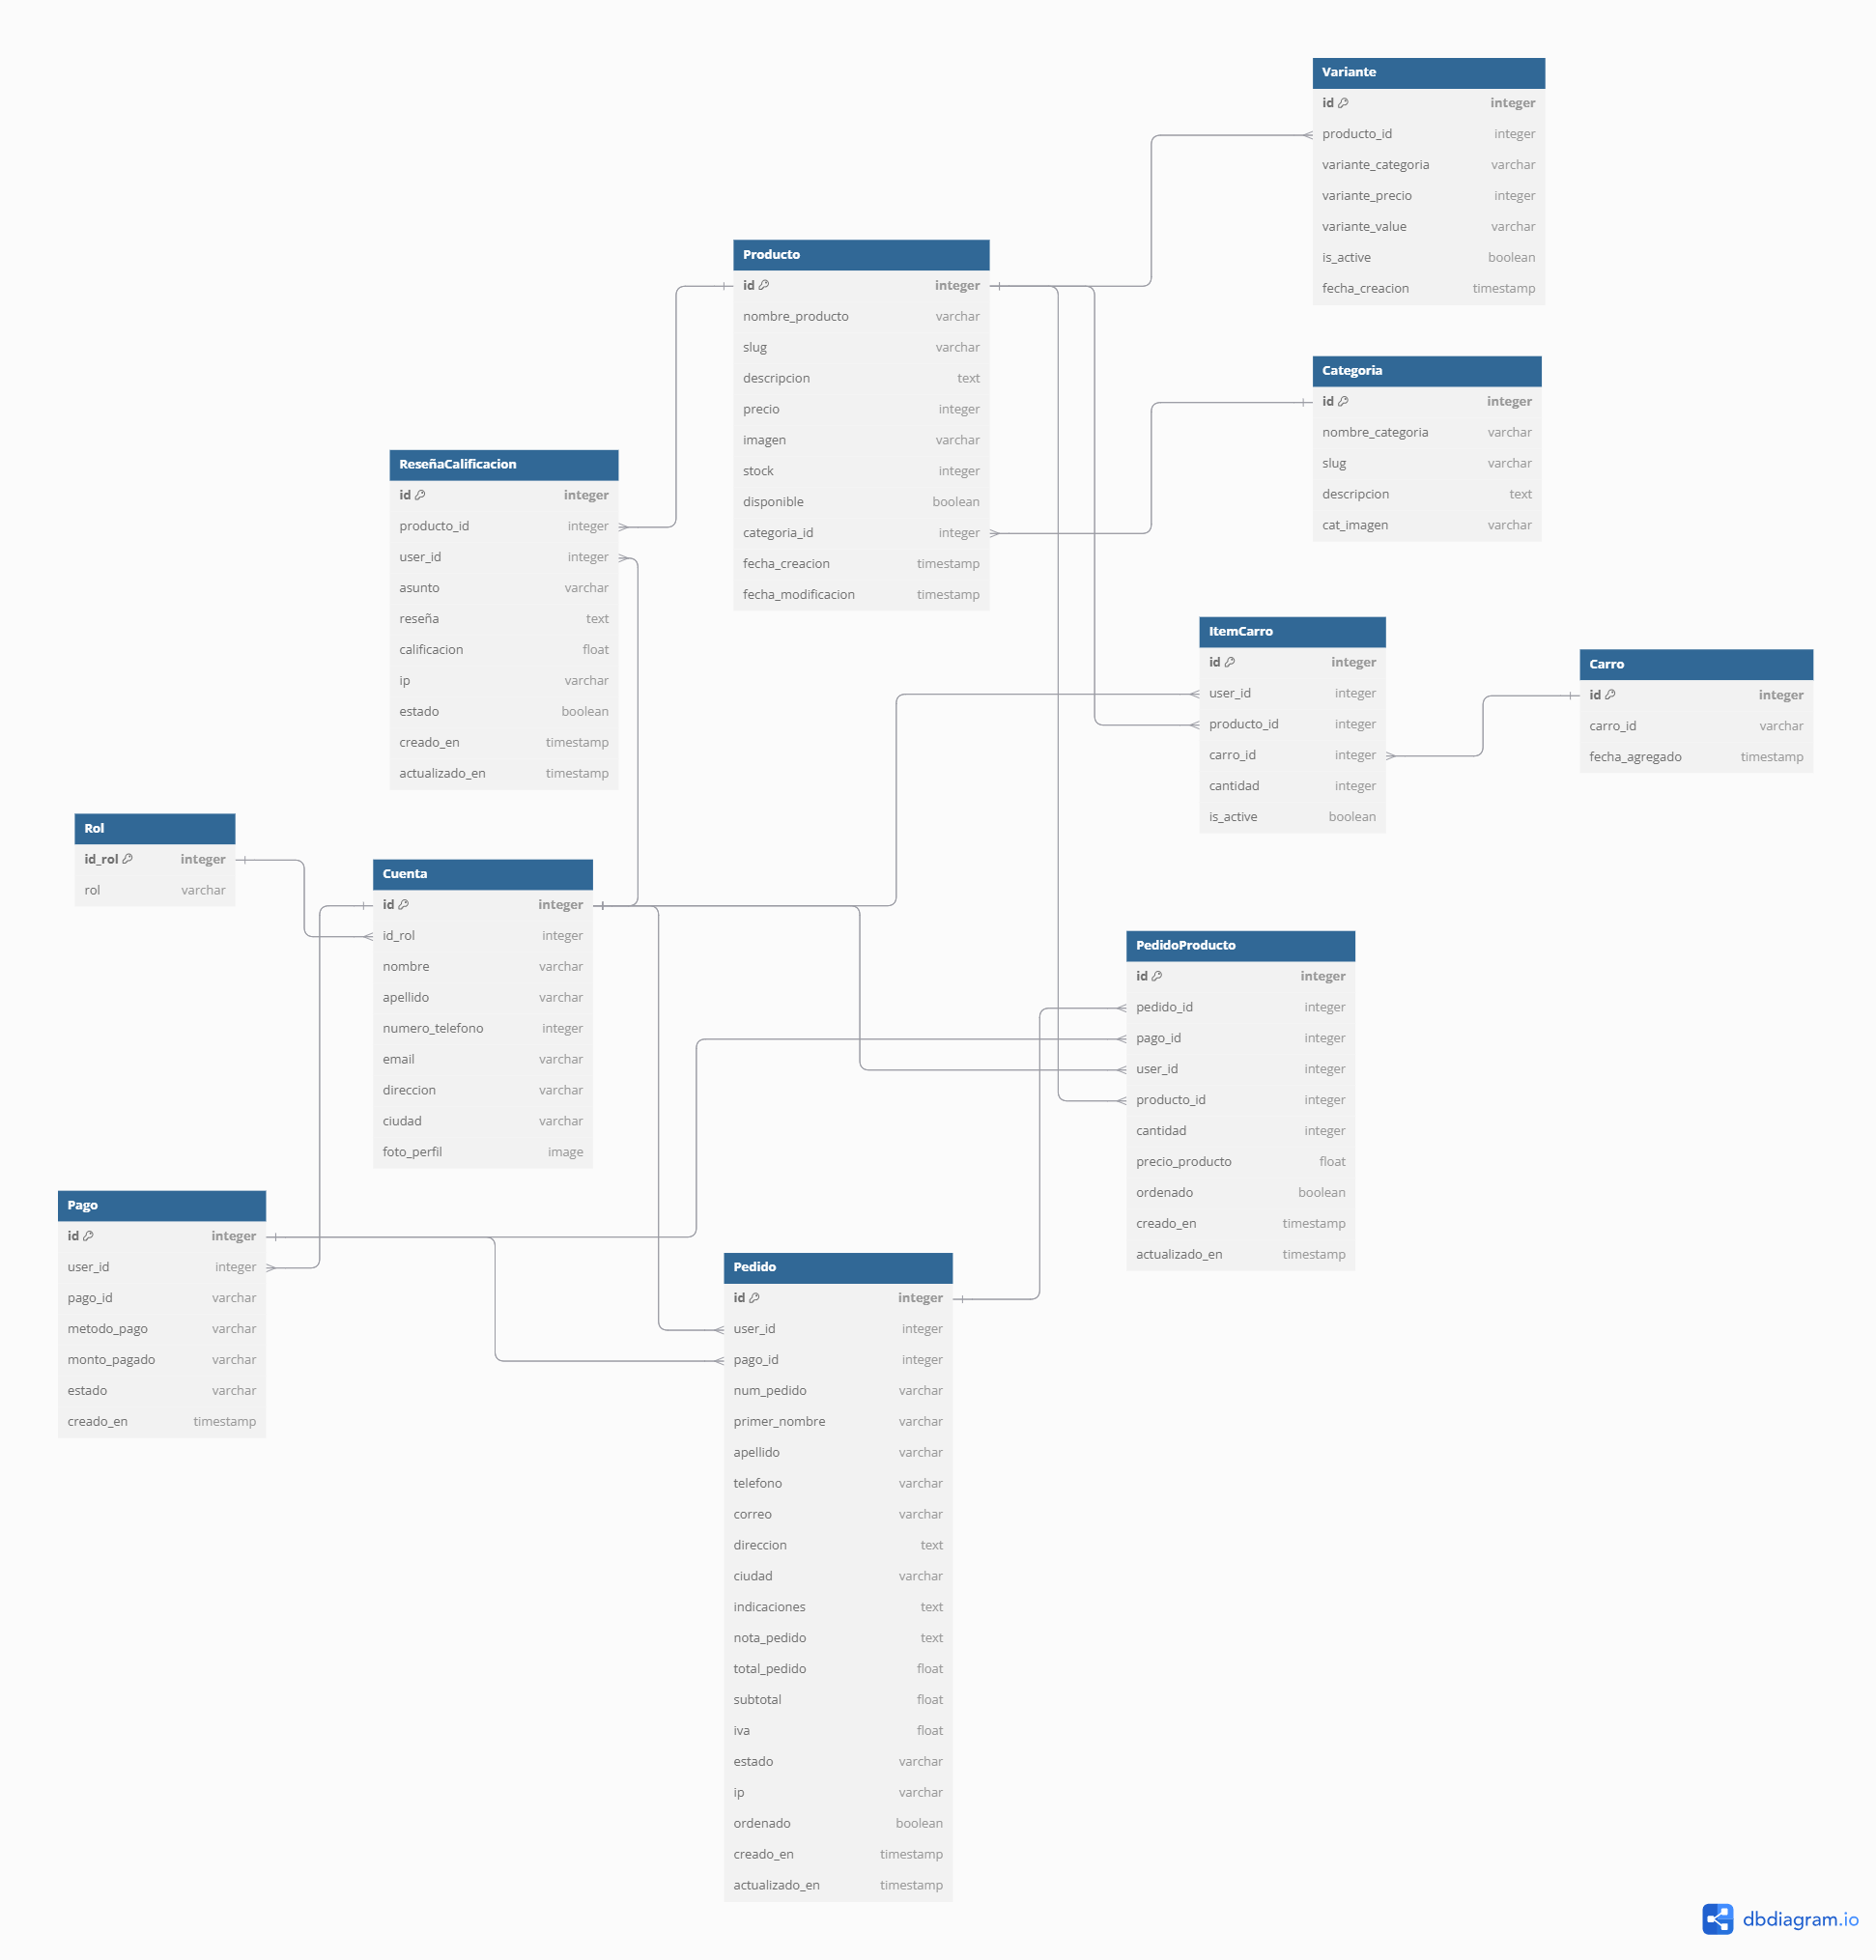 Variante
id integer
producto_id integer
variante_categoria varchar
variante_precio integer
variante_value varchar
is_active boolean
fecha_creacion timestamp
Producto
id integer
nombre_producto varchar
slug varchar
descripcion text
precio integer
imagen varchar
stock integer
disponible boolean
categoria_id integer
fecha_creacion timestamp
fecha_modificacion timestamp
Categoria
id integer
nombre_categoria varchar
slug varchar
descripcion text
cat_imagen varchar
ReseñaCalificacion
id integer
producto_id integer
user_id integer
asunto varchar
reseña text
calificacion float
ip varchar
estado boolean
creado_en timestamp
actualizado_en timestamp
ItemCarro
id integer
user_id integer
producto_id integer
carro_id integer
cantidad integer
is_active boolean
Carro
id integer
carro_id varchar
fecha_agregado timestamp
Rol
id_rol integer
rol varchar
Cuenta
id integer
id_rol integer
nombre varchar
apellido varchar
numero_telefono integer
email varchar
direccion varchar
ciudad varchar
foto_perfil image
PedidoProducto
id integer
pedido_id integer
pago_id integer
user_id integer
producto_id integer
cantidad integer
precio_producto float
ordenado boolean
creado_en timestamp
actualizado_en timestamp
Pago
id integer
user_id integer
pago_id varchar
metodo_pago varchar
monto_pagado varchar
estado varchar
creado_en timestamp
Pedido
id integer
user_id integer
pago_id integer
num_pedido varchar
primer_nombre varchar
apellido varchar
telefono varchar
correo varchar
direccion text
ciudad varchar
indicaciones text
nota_pedido text
total_pedido float
subtotal float
iva float
estado varchar
ip varchar
ordenado boolean
creado_en timestamp
actualizado_en timestamp
dbdiagram.io